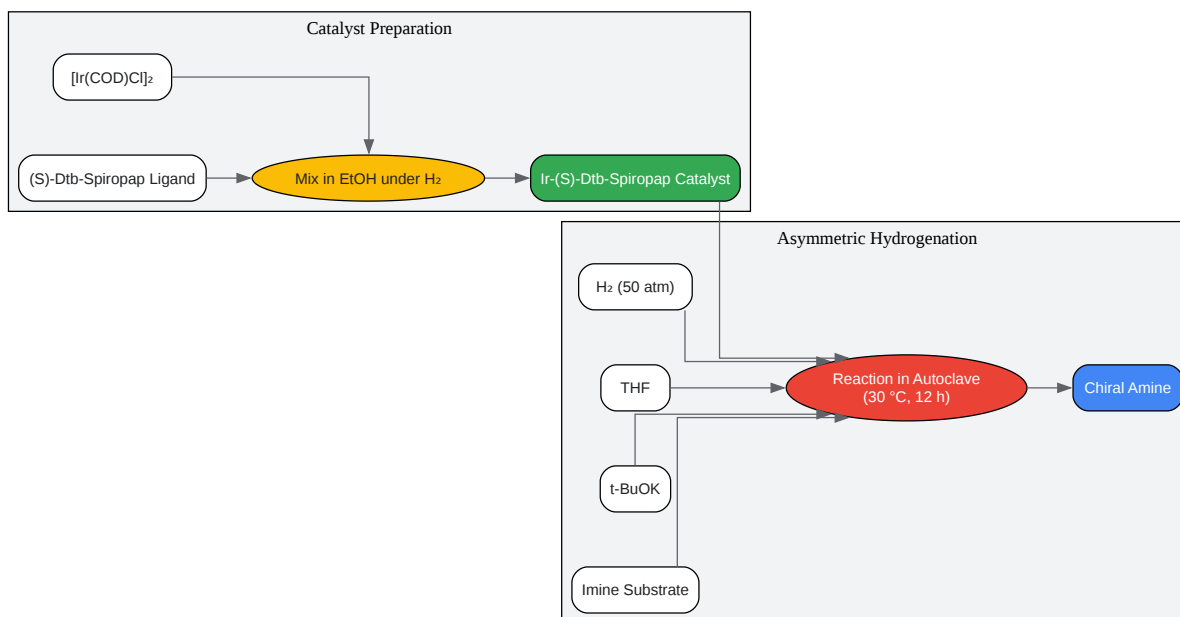 Catalyst Preparation
[Ir(COD)Cl]₂
(S)-Dtb-Spiropap Ligand
Mix in EtOH under H₂
Ir-(S)-Dtb-Spiropap Catalyst
Asymmetric Hydrogenation
H₂ (50 atm)
THF
Reaction in Autoclave
(30 °C, 12 h)
Chiral Amine
t-BuOK
Imine Substrate